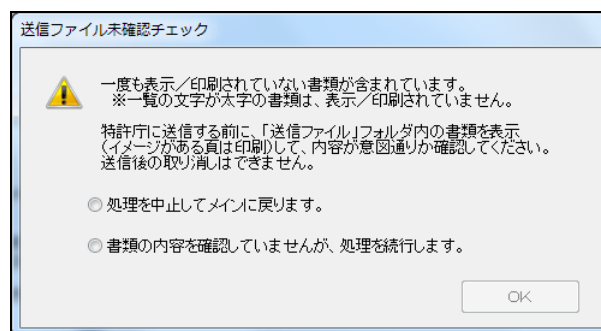 送信ファイル未確認チェック
一度も表示／印刷されていない書類が含まれています。
※一覧の文字が太字の書類は、表示／印刷されていません。
特許庁に送信する前に、「送信ファイル」フォルダ内の書類を表示
（イメージがある頁は印刷）して、内容が意図通りか確認してください。
送信後の取り消しはできません。
処理を中止してメインに戻ります。
書類の内容を確認していませんが、処理を続行します。
OK